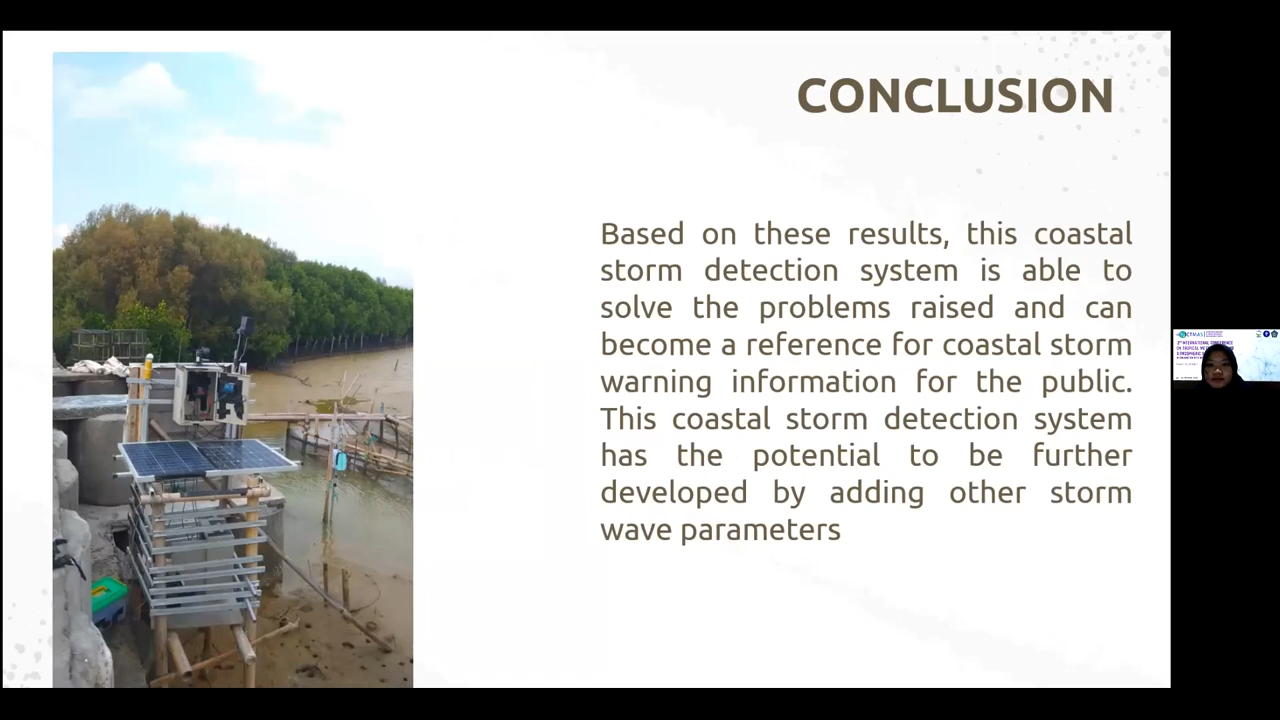 CONCLUSION
Based on these results, this coastal
storm detection system is able to
solve the problems raised and can
become a reference for coastal storm
warning information for the public.
This coastal storm detection system
has the potential to be further
developed by adding other storm
wave parameters